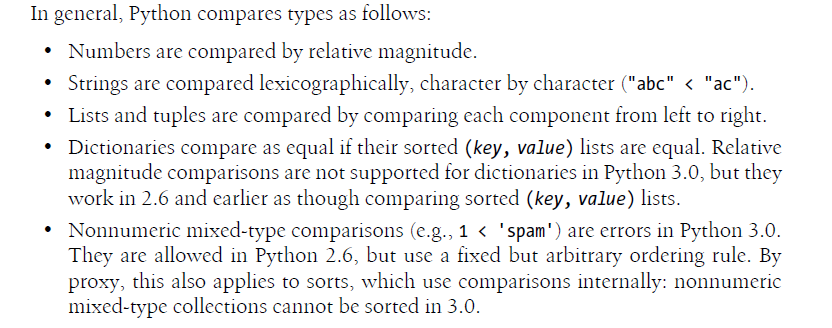 In general, Python compares types as follows:
• Numbers are compared by relative magnitude.
• Strings are compared lexicographically, character by character ("abc" < "ac").
• Lists and tuples are compared by comparing each component from left to right.
• Dictionaries compare as equal if their sorted (key, value) lists are equal. Relative
magnitude comparisons are not supported for dictionaries in Python 3.0, but they
work in 2.6 and earlier as though comparing sorted (key, value) lists.
• Nonnumeric mixed-type comparisons (e.g., 1 < 'spam') are errors in Python 3.0.
They are allowed in Python 2.6, but use a fixed but arbitrary ordering rule. By
proxy, this also applies to sorts, which use comparisons internally: nonnumeric
mixed-type collections cannot be sorted in 3.0.